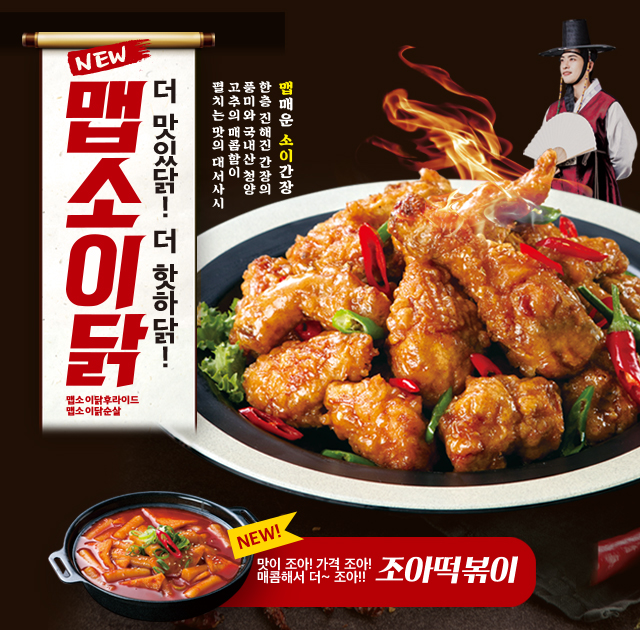 NEW
맵소이닭
더 맛있닭! 더 핫하닭!
맵소이닭후라이드
맵소이닭순살
맵매운 소이간장
한층 진해진 간장의
풍미와 국내산 청양
고추의 매콤함이
펼치는 맛의 대서사시
NEW!
맛이 조아! 가격 조아!
매콤해서 더~ 조아!!
조아떡볶이